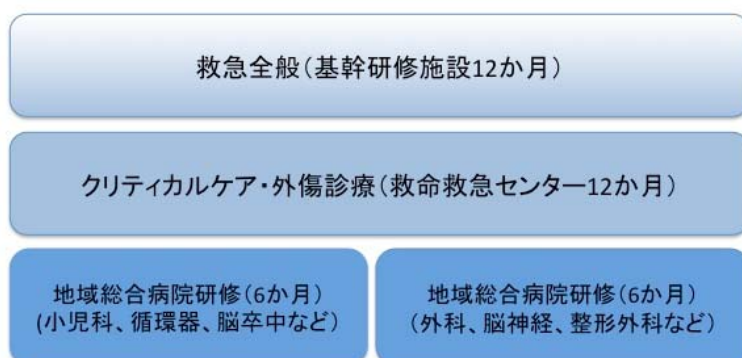 救急全般（基幹研修施設12か月）
クリティカルケア・外傷診療（救命救急センター12か月）
地域総合病院研修（6か月）
(小児科、循環器、脳卒中など）
地域総合病院研修（6か月）
（外科、脳神経、整形外科など）